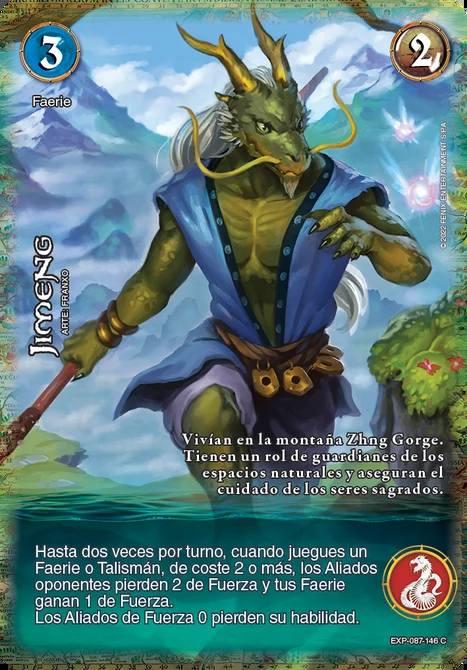 3
2
Faerie
© 2022 FENIX ENTERTAINMENT SPA
JIMENG
ARTE: FRANXO
Vivían en la montaña Zhng Gorge.
Tienen un rol de guardianes de los
espacios naturales y aseguran el
cuidado de los seres sagrados.
Hasta dos veces por turno, cuando juegues un
Faerie o Talismán, de coste 2 o más, los Aliados
oponentes pierden 2 de Fuerza y tus Faerie
ganan 1 de Fuerza.
Los Aliados de Fuerza 0 pierden su habilidad.
EXP-087-146 C